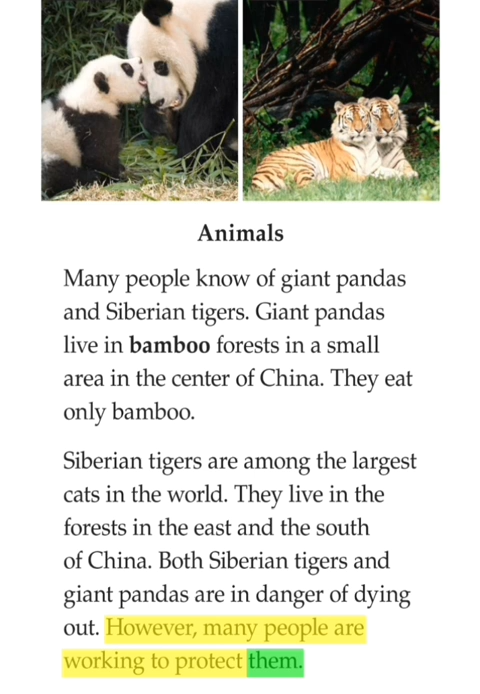 Animals
Many people know of giant pandas
and Siberian tigers. Giant pandas
live in bamboo forests in a small
area in the center of China. They eat
only bamboo.
Siberian tigers are among the largest
cats in the world. They live in the
forests in the east and the south
of China. Both Siberian tigers and
giant pandas are in danger of dying
out. However, many people are
working to protect them.